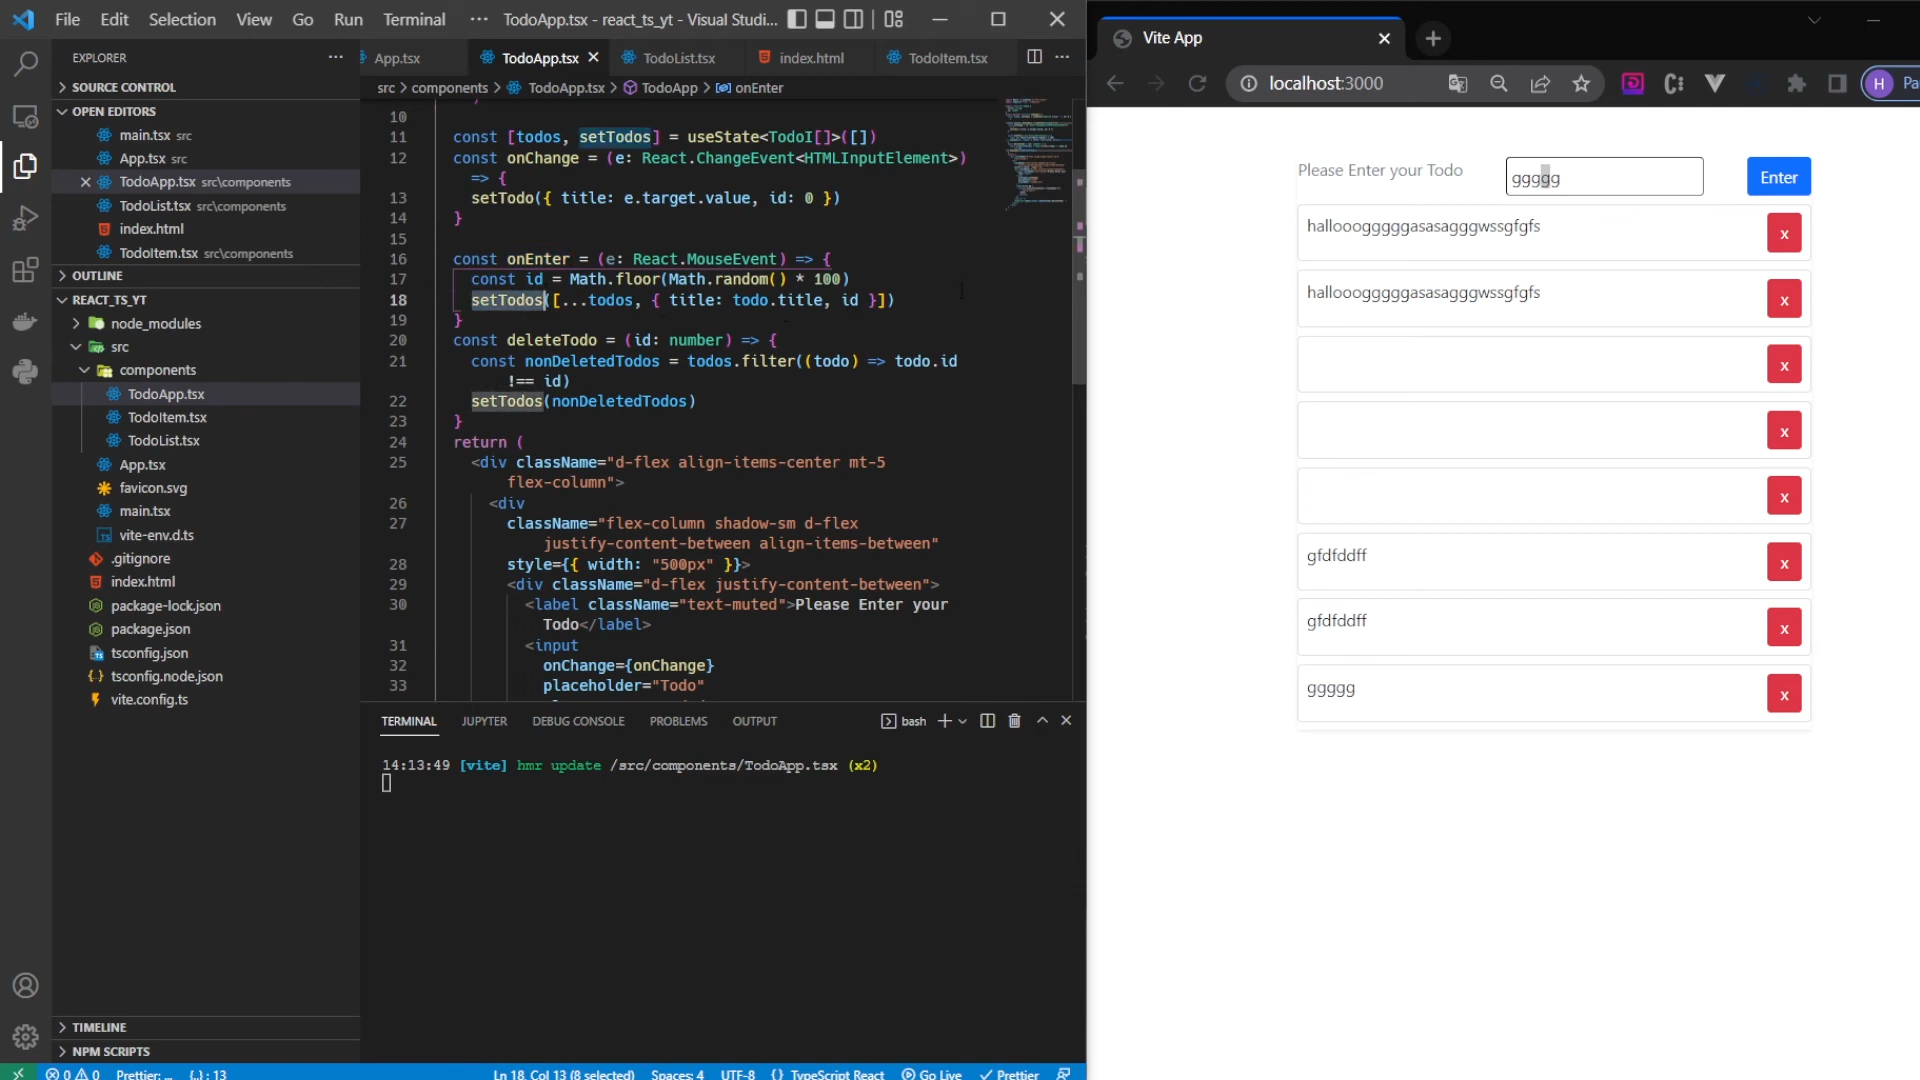 File Edit Selection View Go Run Terminal ··· TodoApp.tsx - react_ts_yt - Visual Studi...
EXPLORER ···
SOURCE CONTROL
OPEN EDITORS
main.tsx src
App.tsx src
TodoApp.tsx src\components
TodoList.tsx src\components
index.html
TodoItem.tsx src\components
OUTLINE
REACT_TS_YT
node_modules
src
components
TodoApp.tsx
TodoItem.tsx
TodoList.tsx
App.tsx
favicon.svg
main.tsx
vite-env.d.ts
.gitignore
index.html
package-lock.json
package.json
tsconfig.json
tsconfig.node.json
vite.config.ts
TIMELINE
NPM SCRIPTS
App.tsx TodoApp.tsx TodoList.tsx index.html TodoItem.tsx ···
src > components > TodoApp.tsx > TodoApp > onEnter
10
11 const [todos, setTodos] = useState<TodoI[]>([])
12 const onChange = (e: React.ChangeEvent<HTMLInputElement>)
=> {
13 setTodo({ title: e.target.value, id: 0 })
14 }
15
16 const onEnter = (e: React.MouseEvent) => {
17 const id = Math.floor(Math.random() * 100)
18 setTodos([...todos, { title: todo.title, id }])
19 }
20 const deleteTodo = (id: number) => {
21 const nonDeletedTodos = todos.filter((todo) => todo.id
!== id)
22 setTodos(nonDeletedTodos)
23 }
24 return (
25 <div className="d-flex align-items-center mt-5
flex-column">
26 <div
27 className="flex-column shadow-sm d-flex
justify-content-between align-items-between"
28 style={{ width: "500px" }}>
29 <div className="d-flex justify-content-between">
30 <label className="text-muted">Please Enter your
Todo</label>
31 <input
32 onChange={onChange}
33 placeholder="Todo"
TERMINAL JUPYTER DEBUG CONSOLE PROBLEMS OUTPUT bash
14:13:49 [vite] hmr update /src/components/TodoApp.tsx (x2)
0 0 Prettier: ... {..} : 13 Ln 18, Col 13 (8 selected) Spaces: 4 UTF-8 {} TypeScript React Go Live Prettier
Vite App
localhost:3000
H Pa
Please Enter your Todo ggggg Enter
hallooogggggasasagggwssgfgfs x
hallooogggggasasagggwssgfgfs x
x
x
x
gfdfddff x
gfdfddff x
ggggg x